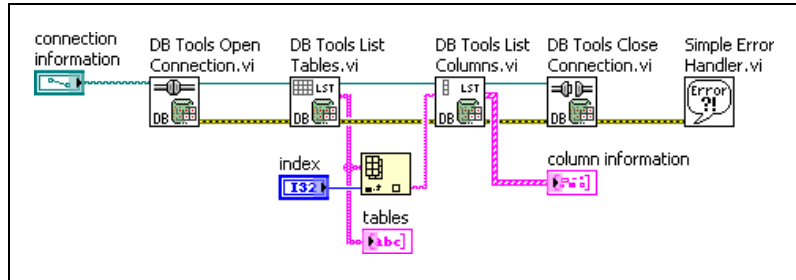 connection
information
DB Tools Open
Connection.vi
DB Tools List
Tables.vi
DB Tools List
Columns.vi
DB Tools Close
Connection.vi
Simple Error
Handler.vi
LST
LST
Error
?!
DB
DB
DB
DB
index
I32
column information
tables
abc